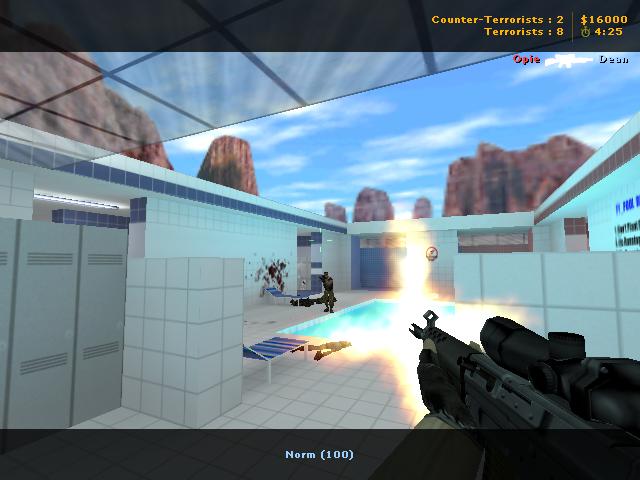 Counter-Terrorists : 2 $16000
Terrorists : 8 4:25
Opie Dean
Norm (100)